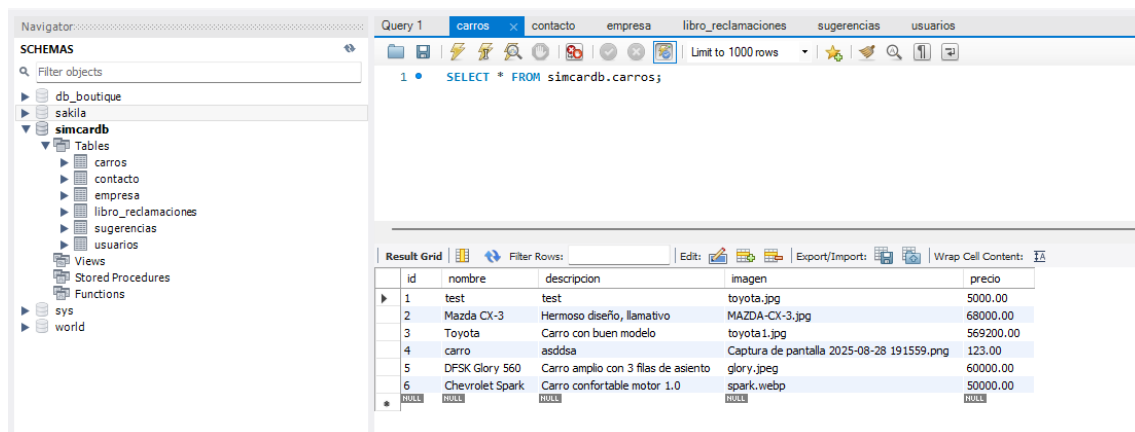 Navigator
SCHEMAS
Filter objects
db_boutique
sakila
simcardb
Tables
carros
contacto
empresa
libro_reclamaciones
sugerencias
usuarios
Views
Stored Procedures
Functions
sys
world
Query 1 carros × contacto empresa libro_reclamaciones sugerencias usuarios
Limit to 1000 rows
1 SELECT * FROM simcardb.carros;
Result Grid Filter Rows: Edit: Export/Import: Wrap Cell Content:
id nombre descripcion imagen precio
1 test test toyota.jpg 5000.00
2 Mazda CX-3 Hermoso diseño, llamativo MAZDA-CX-3.jpg 68000.00
3 Toyota Carro con buen modelo toyota1.jpg 569200.00
4 carro asddsa Captura de pantalla 2025-08-28 191559.png 123.00
5 DFSK Glory 560 Carro amplio con 3 filas de asiento glory.jpeg 60000.00
6 Chevrolet Spark Carro confortable motor 1.0 spark.webp 50000.00
NULL NULL NULL NULL NULL